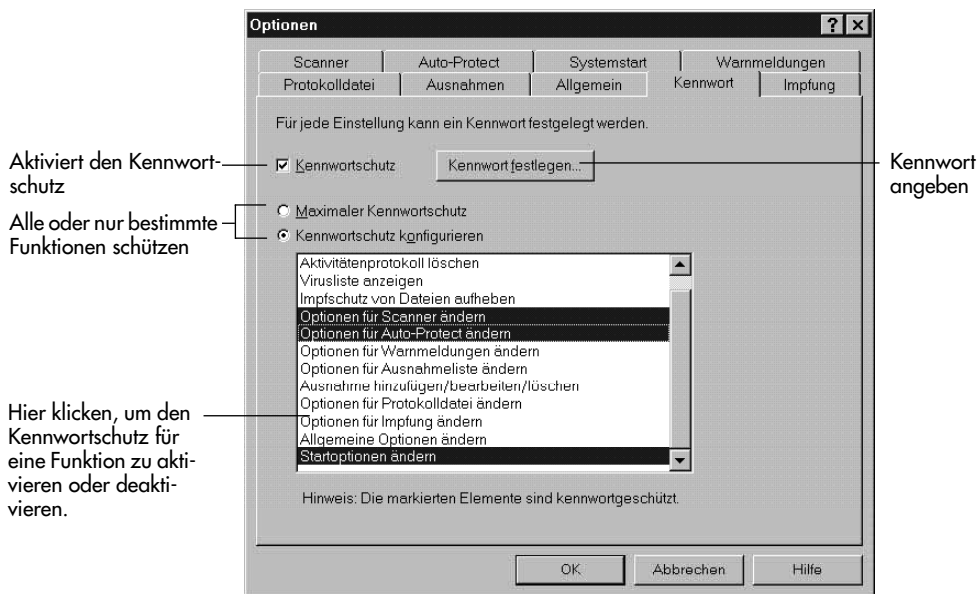 Optionen
Scanner Auto-Protect Systemstart Warnmeldungen
Protokolldatei Ausnahmen Allgemein Kennwort Impfung
Für jede Einstellung kann ein Kennwort festgelegt werden.
Aktiviert den Kennwort-
schutz
Kennwortschutz Kennwort festlegen...
Kennwort
angeben
Alle oder nur bestimmte
Funktionen schützen
Maximaler Kennwortschutz
Kennwortschutz konfigurieren
Aktivitätenprotokoll löschen
Virusliste anzeigen
Impfschutz von Dateien aufheben
Optionen für Scanner ändern
Optionen für Auto-Protect ändern
Optionen für Warnmeldungen ändern
Optionen für Ausnahmeliste ändern
Ausnahme hinzufügen/bearbeiten/löschen
Optionen für Protokolldatei ändern
Optionen für Impfung ändern
Allgemeine Optionen ändern
Startoptionen ändern
Hier klicken, um den
Kennwortschutz für
eine Funktion zu akti-
vieren oder deakti-
vieren.
Hinweis: Die markierten Elemente sind kennwortgeschützt.
OK Abbrechen Hilfe